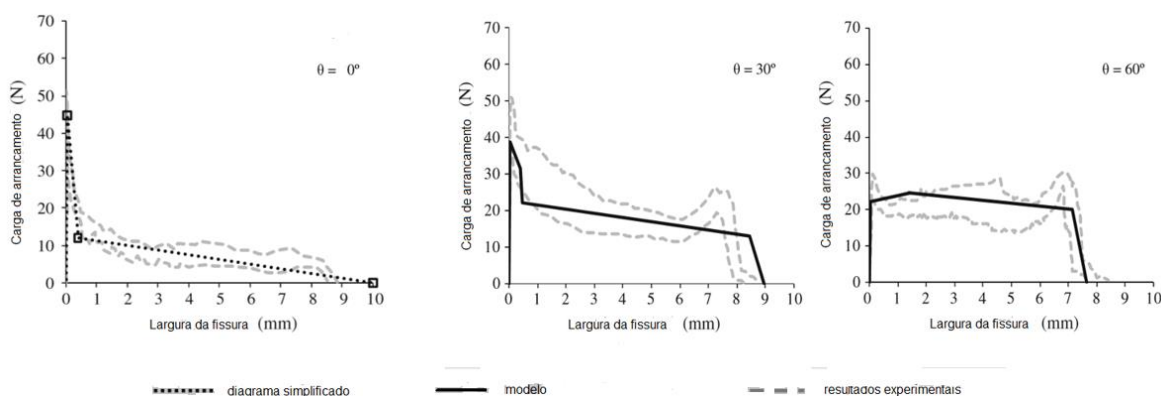 70
60
50
40
30
20
10
0
Carga de arrancamento (N)
θ = 0º
0 1 2 3 4 5 6 7 8 9 10
Largura da fissura (mm)
70
60
50
40
30
20
10
0
Carga de arrancamento (N)
θ = 30º
0 1 2 3 4 5 6 7 8 9 10
Largura da fissura (mm)
70
60
50
40
30
20
10
0
Carga de arrancamento (N)
θ = 60º
0 1 2 3 4 5 6 7 8 9 10
Largura da fissura (mm)
diagrama simplificado modelo resultados experimentais